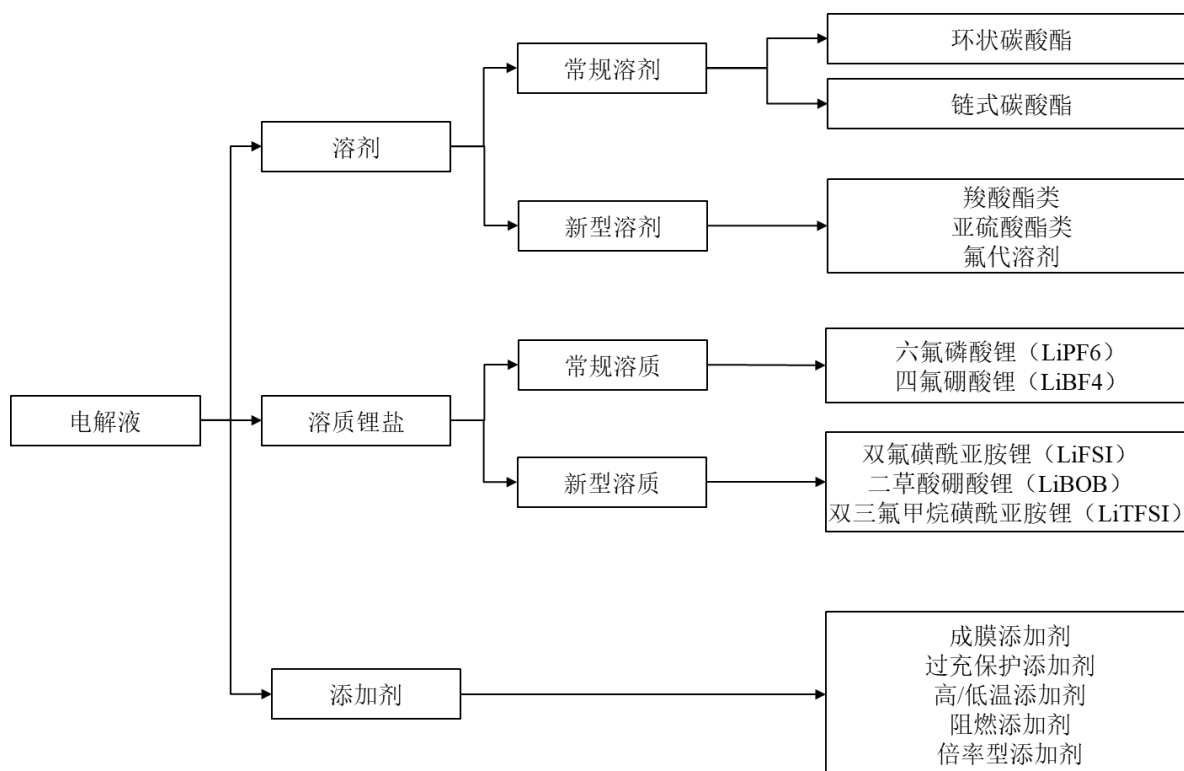 环状碳酸酯
常规溶剂
链式碳酸酯
溶剂
羧酸酯类
新型溶剂
亚硫酸酯类
氟代溶剂
六氟磷酸锂（LiPF6）
常规溶质
四氟硼酸锂（LiBF4）
电解液
溶质锂盐
双氟磺酰亚胺锂（LiFSI）
新型溶质
二草酸硼酸锂（LiBOB）
双三氟甲烷磺酰亚胺锂（LiTFSI）
成膜添加剂
过充保护添加剂
添加剂
高/低温添加剂
阻燃添加剂
倍率型添加剂